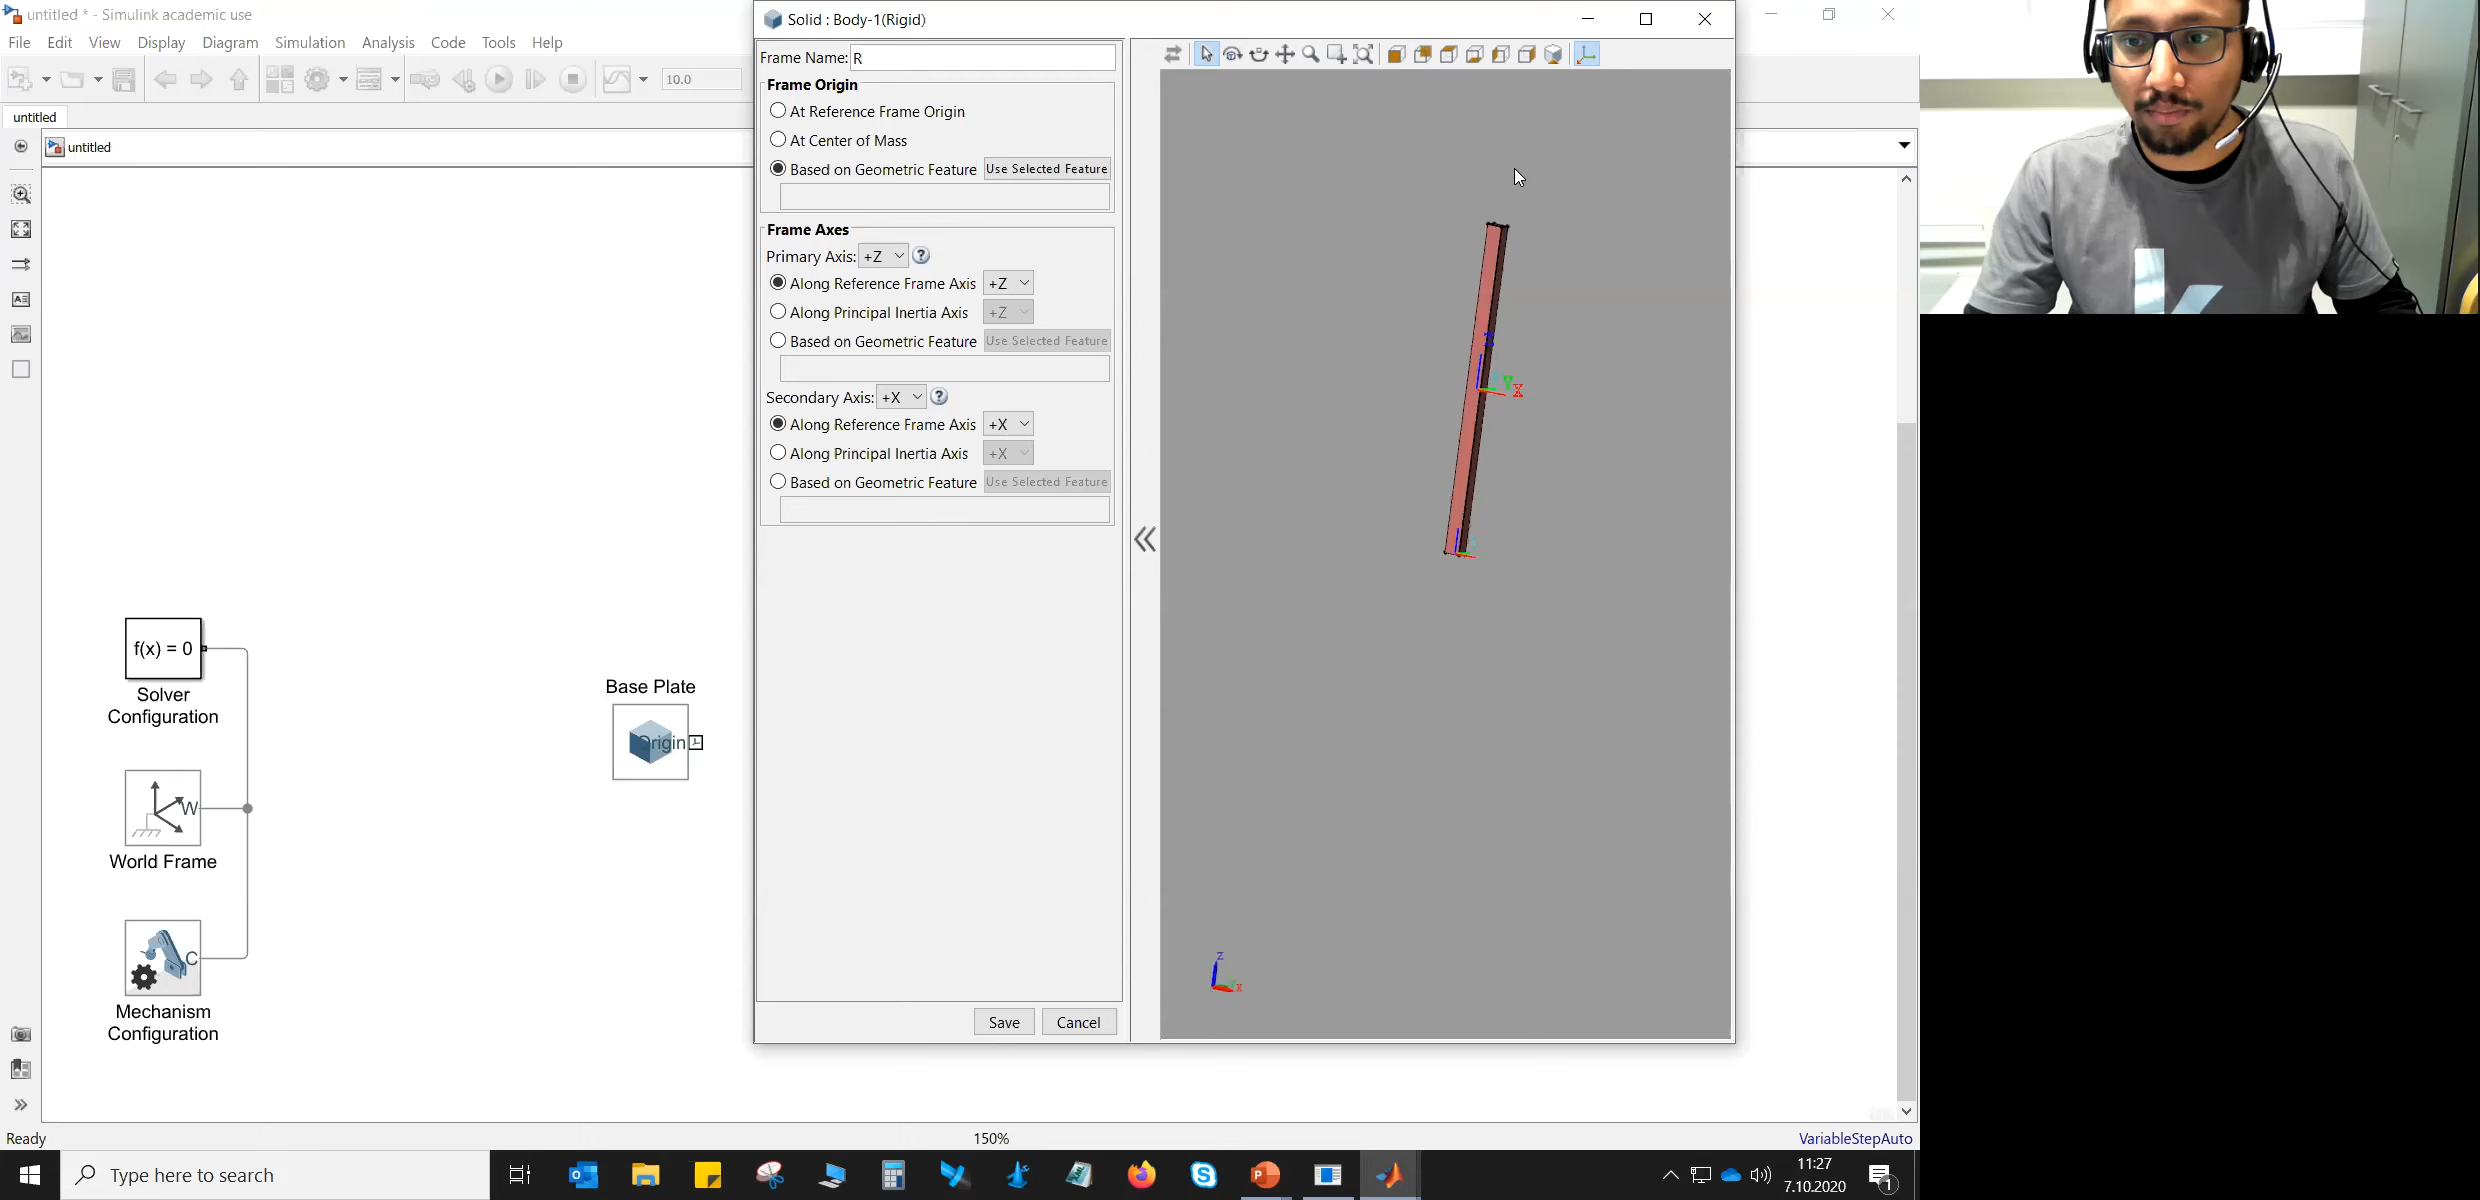 untitled * - Simulink academic use
File Edit View Display Diagram Simulation Analysis Code Tools Help
10.0
untitled
untitled
f(x) = 0
Solver
Configuration
W
World Frame
C
Mechanism
Configuration
Base Plate
Origin
Solid : Body-1(Rigid)
Frame Name: R
Frame Origin
At Reference Frame Origin
At Center of Mass
Based on Geometric Feature Use Selected Feature
Frame Axes
Primary Axis: +Z ?
Along Reference Frame Axis +Z
Along Principal Inertia Axis +Z
Based on Geometric Feature Use Selected Feature
Secondary Axis: +X ?
Along Reference Frame Axis +X
Along Principal Inertia Axis +X
Based on Geometric Feature Use Selected Feature
Save Cancel
Z
Y X
Z
X
Ready 150% VariableStepAuto
Type here to search
11:27
7.10.2020
1